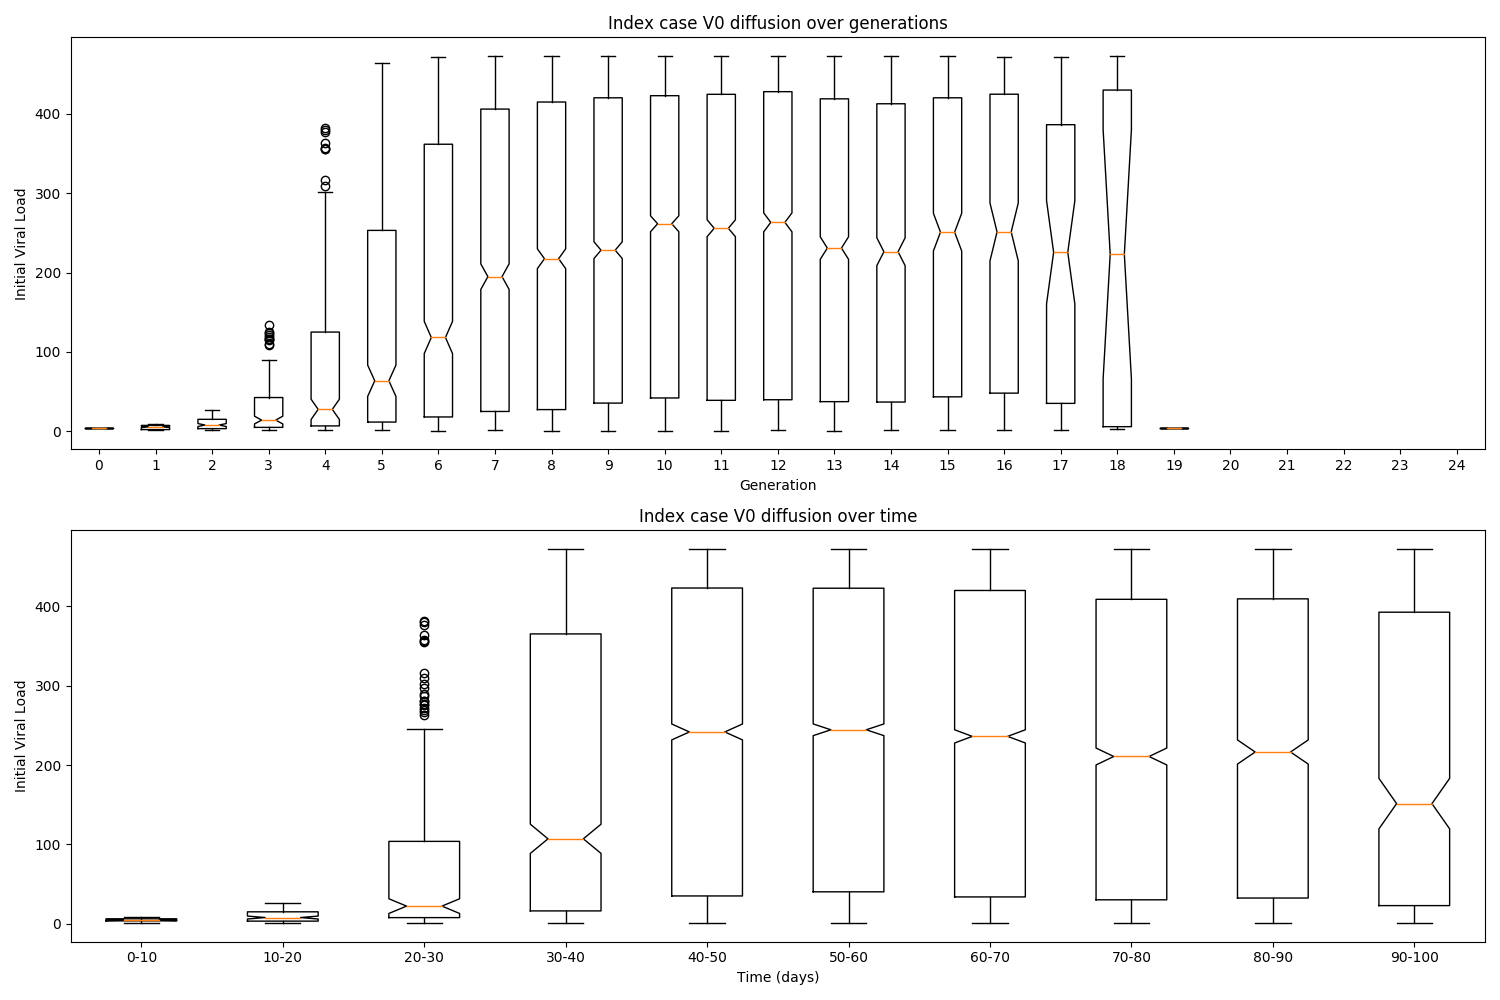 Index case V0 diffusion over generations
Initial Viral Load
400
300
200
100
0
0 1 2 3 4 5 6 7 8 9 10 11 12 13 14 15 16 17 18 19 20 21 22 23 24
Generation
Index case V0 diffusion over time
Initial Viral Load
400
300
200
100
0
0-10 10-20 20-30 30-40 40-50 50-60 60-70 70-80 80-90 90-100
Time (days)